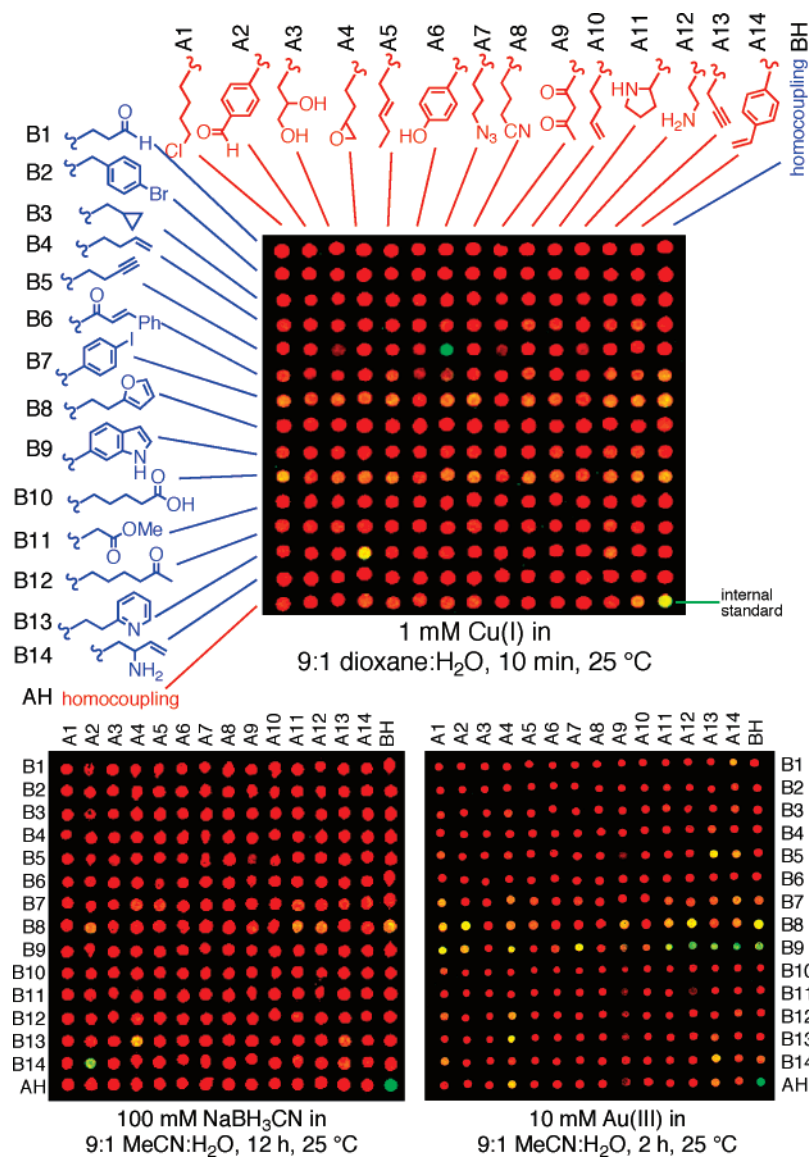 A1 A2 A3 A4 A5 A6 A7 A8 A9 A10 A11 A12 A13 A14 BH
homocoupling
Cl
O H
OH
OH
O
HO
N3
CN
O
O
HN
H2N
B1
O
H
B2
Br
B3
B4
B5
B6
O
Ph
B7
I
B8
O
B9
N
H
B10
O
OH
B11
OMe
O
B12
O
B13
N
B14
NH2
AH homocoupling
internal
standard
1 mM Cu(I) in
9:1 dioxane:H2O, 10 min, 25 °C
A1 A2 A3 A4 A5 A6 A7 A8 A9 A10 A11 A12 A13 A14 BH
B1
B2
B3
B4
B5
B6
B7
B8
B9
B10
B11
B12
B13
B14
AH
100 mM NaBH3CN in
9:1 MeCN:H2O, 12 h, 25 °C
A1 A2 A3 A4 A5 A6 A7 A8 A9 A10 A11 A12 A13 A14 BH
B1
B2
B3
B4
B5
B6
B7
B8
B9
B10
B11
B12
B13
B14
AH
10 mM Au(III) in
9:1 MeCN:H2O, 2 h, 25 °C